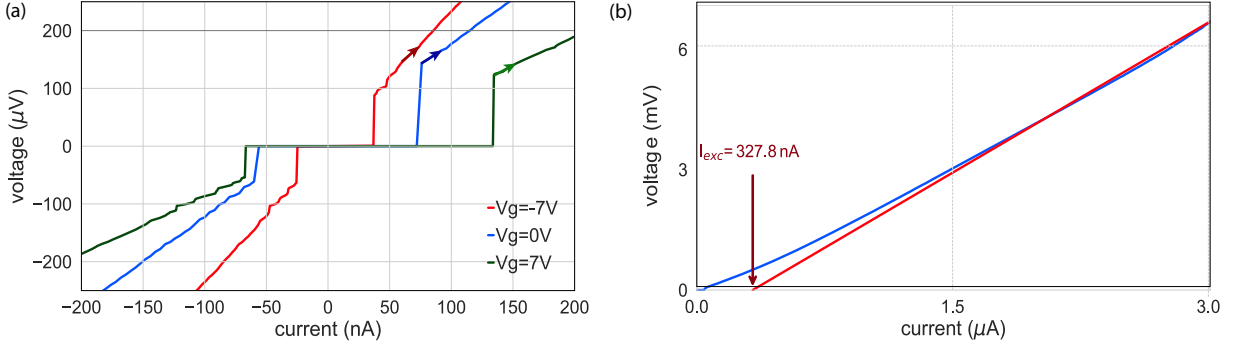 (a)
voltage (μV)
200
100
0
−100
−200
Vg=-7V
Vg=0V
Vg=7V
−200 −150 −100 −50 0 50 100 150 200
current (nA)
(b)
voltage (mV)
6
3
0
I_exc = 327.8 nA
0.0 1.5 3.0
current (μA)